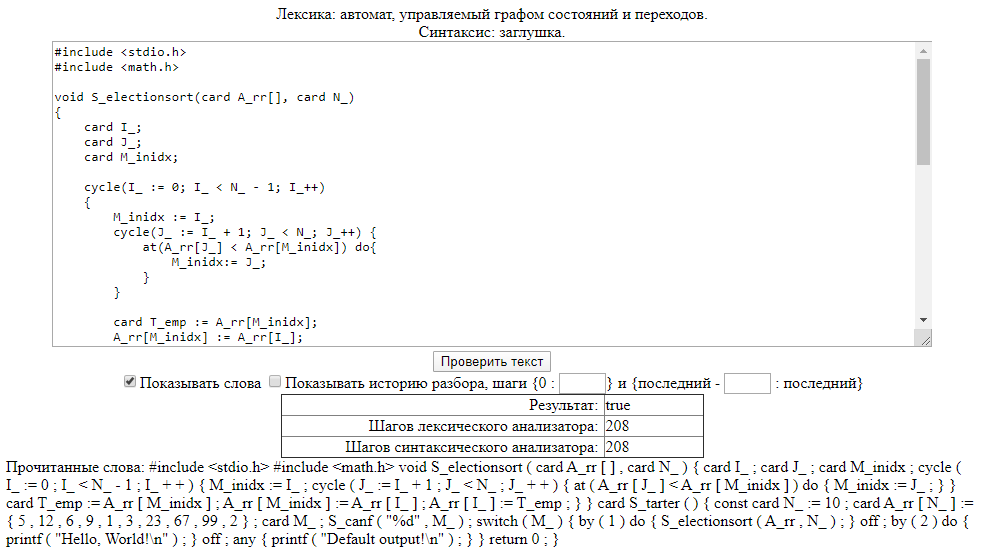 Лексика: автомат, управляемый графом состояний и переходов.
Синтаксис: заглушка.
#include <stdio.h>
#include <math.h>
void S_electionsort(card A_rr[], card N_)
{
card I_;
card J_;
card M_inidx;
cycle(I_ := 0; I_ < N_ - 1; I_++)
{
M_inidx := I_;
cycle(J_ := I_ + 1; J_ < N_; J_++) {
at(A_rr[J_] < A_rr[M_inidx]) do{
M_inidx:= J_;
}
}
card T_emp := A_rr[M_inidx];
A_rr[M_inidx] := A_rr[I_];
Проверить текст
Показывать слова Показывать историю разбора, шаги {0 : } и {последний - : последний}
Результат: true
Шагов лексического анализатора: 208
Шагов синтаксического анализатора: 208
Прочитанные слова: #include <stdio.h> #include <math.h> void S_electionsort ( card A_rr [ ] , card N_ ) { card I_ ; card J_ ; card M_inidx ; cycle (
I_ := 0 ; I_ < N_ - 1 ; I_ + + ) { M_inidx := I_ ; cycle ( J_ := I_ + 1 ; J_ < N_ ; J_ + + ) { at ( A_rr [ J_ ] < A_rr [ M_inidx ] ) do { M_inidx := J_ ; } }
card T_emp := A_rr [ M_inidx ] ; A_rr [ M_inidx ] := A_rr [ I_ ] ; A_rr [ I_ ] := T_emp ; } } card S_tarter ( ) { const card N_ := 10 ; card A_rr [ N_ ] :=
{ 5 , 12 , 6 , 9 , 1 , 3 , 23 , 67 , 99 , 2 } ; card M_ ; S_canf ( "%d" , M_ ) ; switch ( M_ ) { by ( 1 ) do { S_electionsort ( A_rr , N_ ) ; } off ; by ( 2 ) do {
printf ( "Hello, World!\n" ) ; } off ; any { printf ( "Default output!\n" ) ; } } return 0 ; }